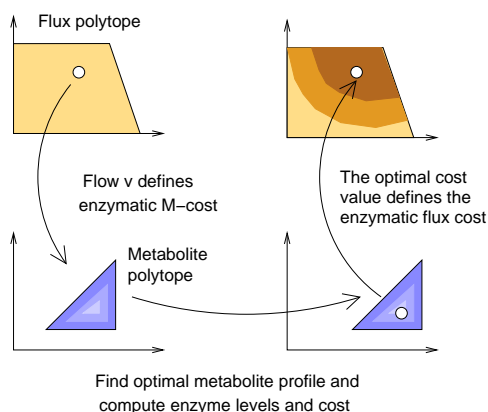 Flux polytope
Flow v defines
enzymatic M−cost
The optimal cost
value defines the
enzymatic flux cost
Metabolite
polytope
Find optimal metabolite profile and
compute enzyme levels and cost